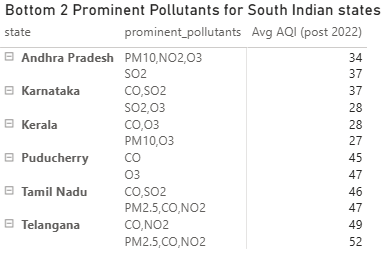 Bottom 2 Prominent Pollutants for South Indian states
state prominent_pollutants Avg AQI (post 2022)
Andhra Pradesh PM10,NO2,O3 34
SO2 37
Karnataka CO,SO2 37
SO2,O3 28
Kerala CO,O3 28
PM10,O3 27
Puducherry CO 45
O3 47
Tamil Nadu CO,SO2 46
PM2.5,CO,NO2 47
Telangana CO,NO2 49
PM2.5,CO,NO2 52